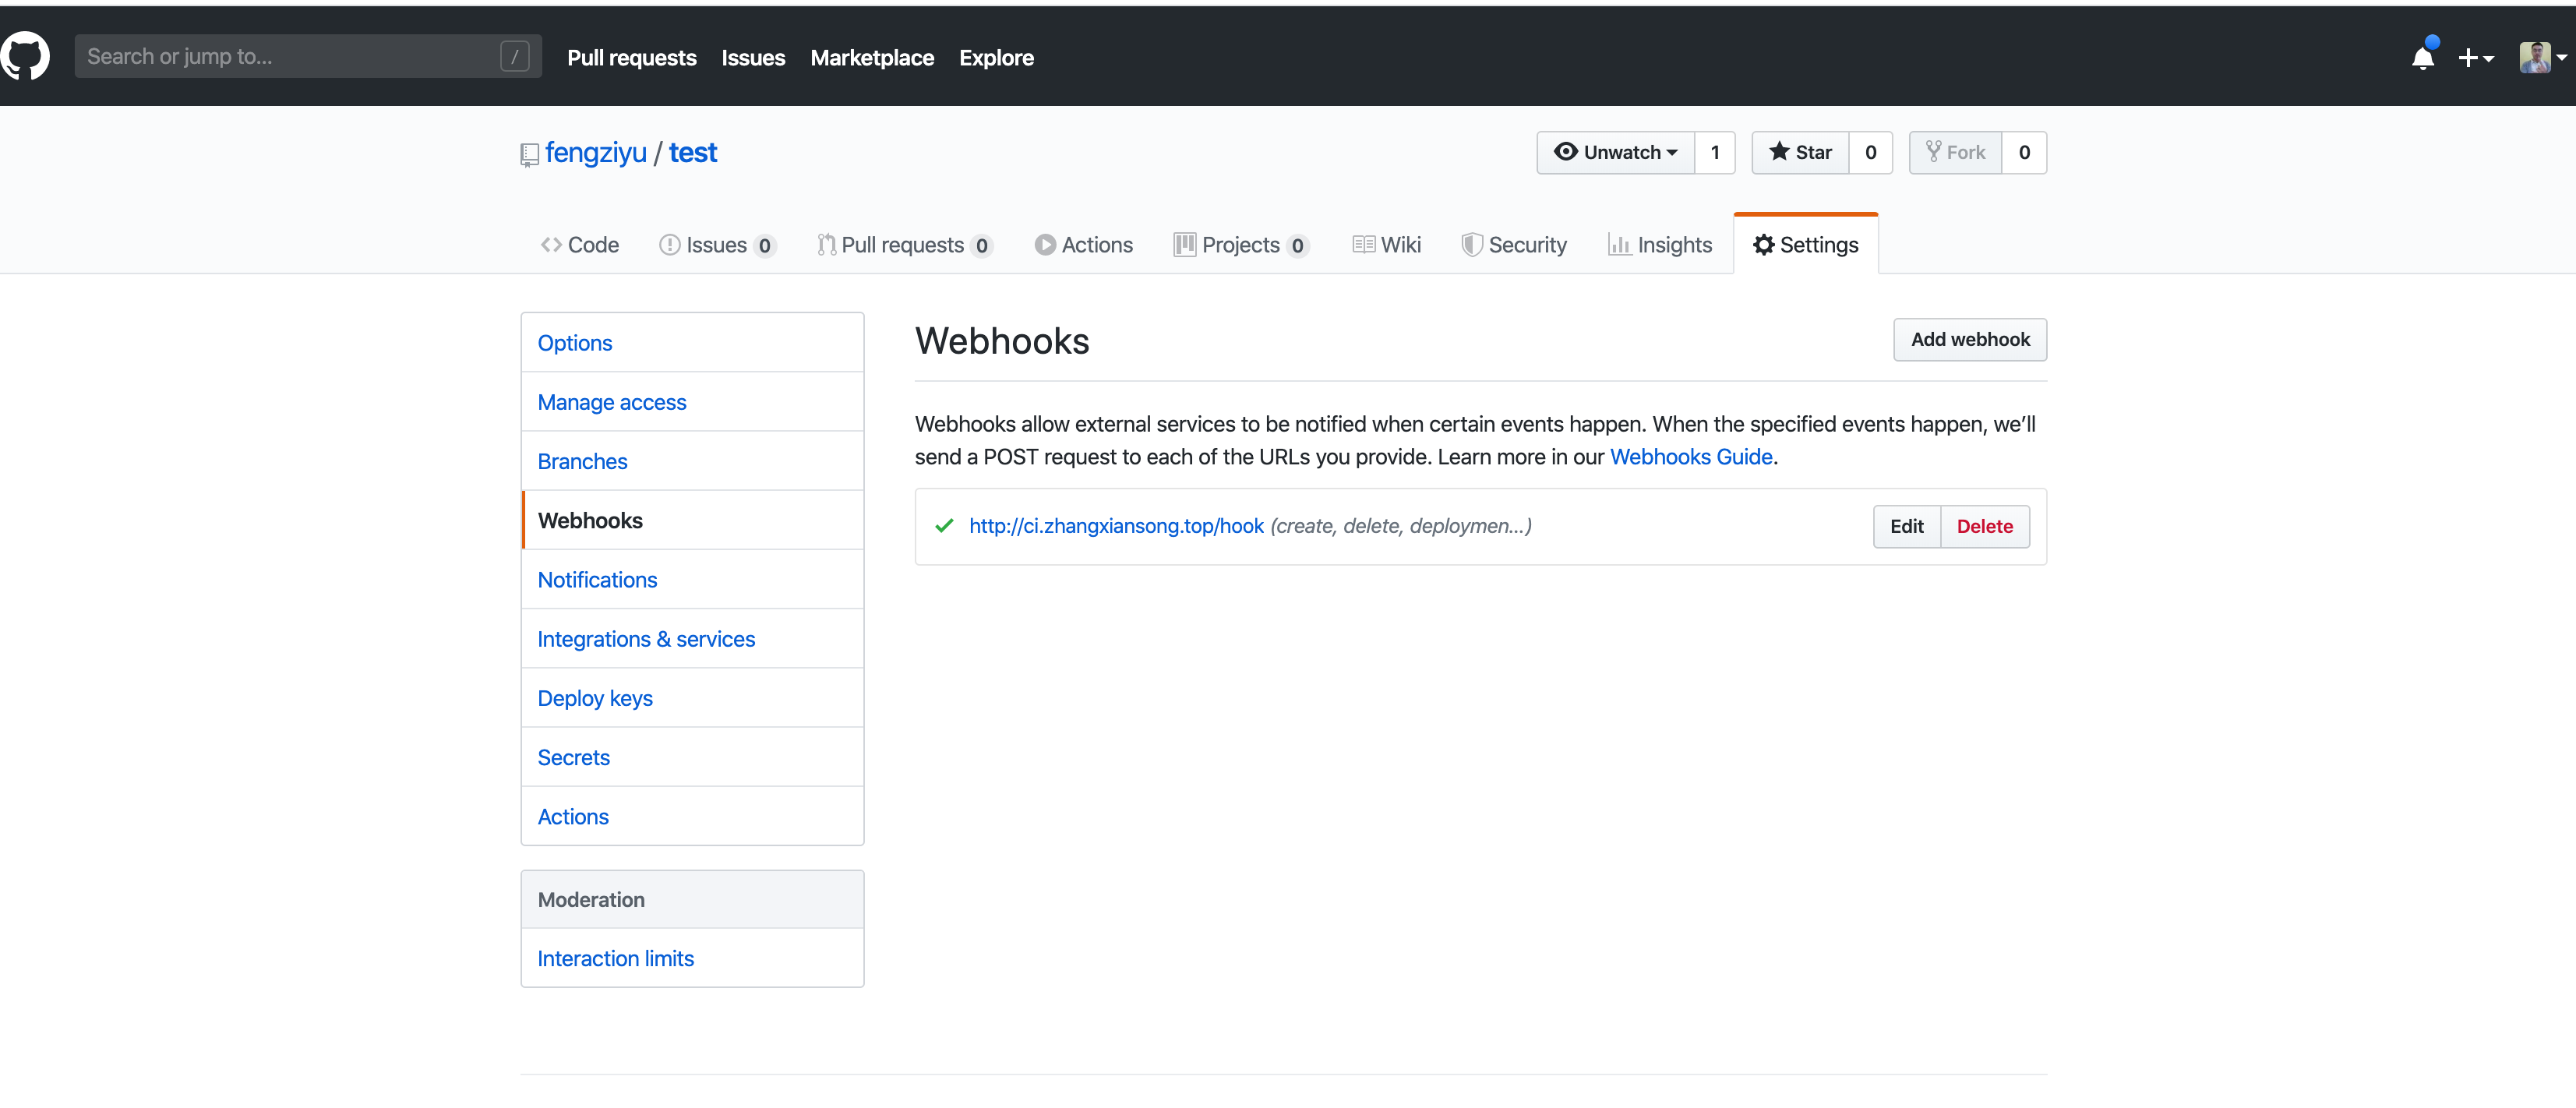 Search or jump to... /
Pull requests Issues Marketplace Explore
fengziyu / test
Unwatch 1 Star 0 Fork 0
Code Issues 0 Pull requests 0 Actions Projects 0 Wiki Security Insights Settings
Options
Manage access
Branches
Webhooks
Notifications
Integrations & services
Deploy keys
Secrets
Actions
Moderation
Interaction limits
Webhooks
Add webhook
Webhooks allow external services to be notified when certain events happen. When the specified events happen, we’ll
send a POST request to each of the URLs you provide. Learn more in our Webhooks Guide.
http://ci.zhangxiansong.top/hook (create, delete, deploymen...)
Edit Delete